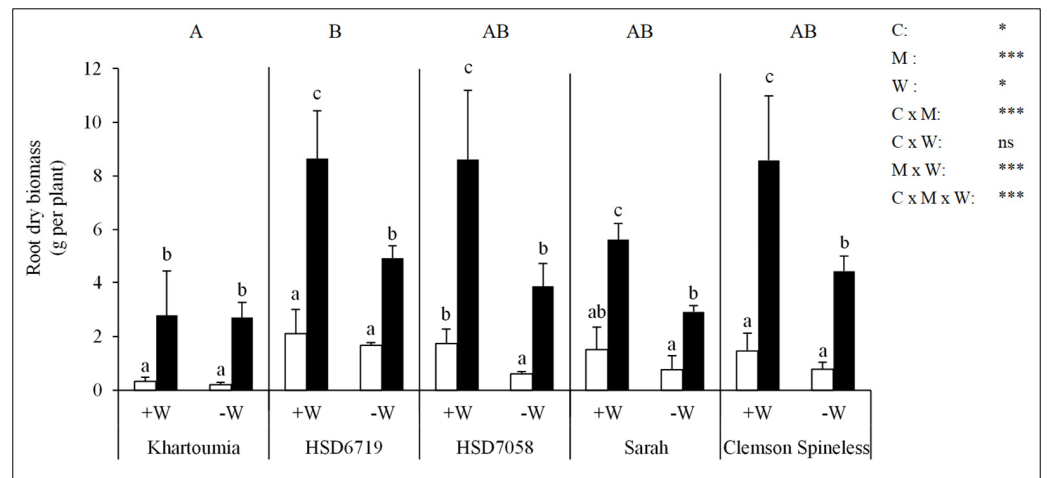 A B AB AB AB
C: *
M : ***
W : *
C x M: ***
C x W: ns
M x W: ***
C x M x W: ***
Root dry biomass
(g per plant)
12
10
8
6
4
2
0
a b a b
a c a b
b c a b
ab c a b
a c a b
+W -W +W -W +W -W +W -W +W -W
Khartoumia HSD6719 HSD7058 Sarah Clemson Spineless